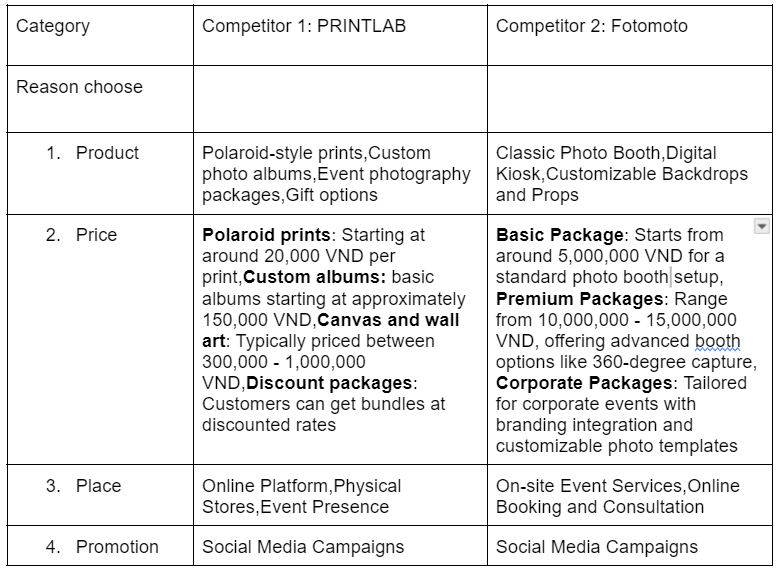 Category
Competitor 1: PRINTLAB
Competitor 2: Fotomoto
Reason choose
1. Product
Polaroid-style prints,Custom
photo albums,Event photography
packages,Gift options
Classic Photo Booth,Digital
Kiosk,Customizable Backdrops
and Props
2. Price
Polaroid prints: Starting at
around 20,000 VND per
print,Custom albums: basic
albums starting at approximately
150,000 VND,Canvas and wall
art: Typically priced between
300,000 - 1,000,000
VND,Discount packages:
Customers can get bundles at
discounted rates
Basic Package: Starts from
around 5,000,000 VND for a
standard photo booth setup,
Premium Packages: Range
from 10,000,000 - 15,000,000
VND, offering advanced booth
options like 360-degree capture,
Corporate Packages: Tailored
for corporate events with
branding integration and
customizable photo templates
3. Place
Online Platform,Physical
Stores,Event Presence
On-site Event Services,Online
Booking and Consultation
4. Promotion
Social Media Campaigns
Social Media Campaigns